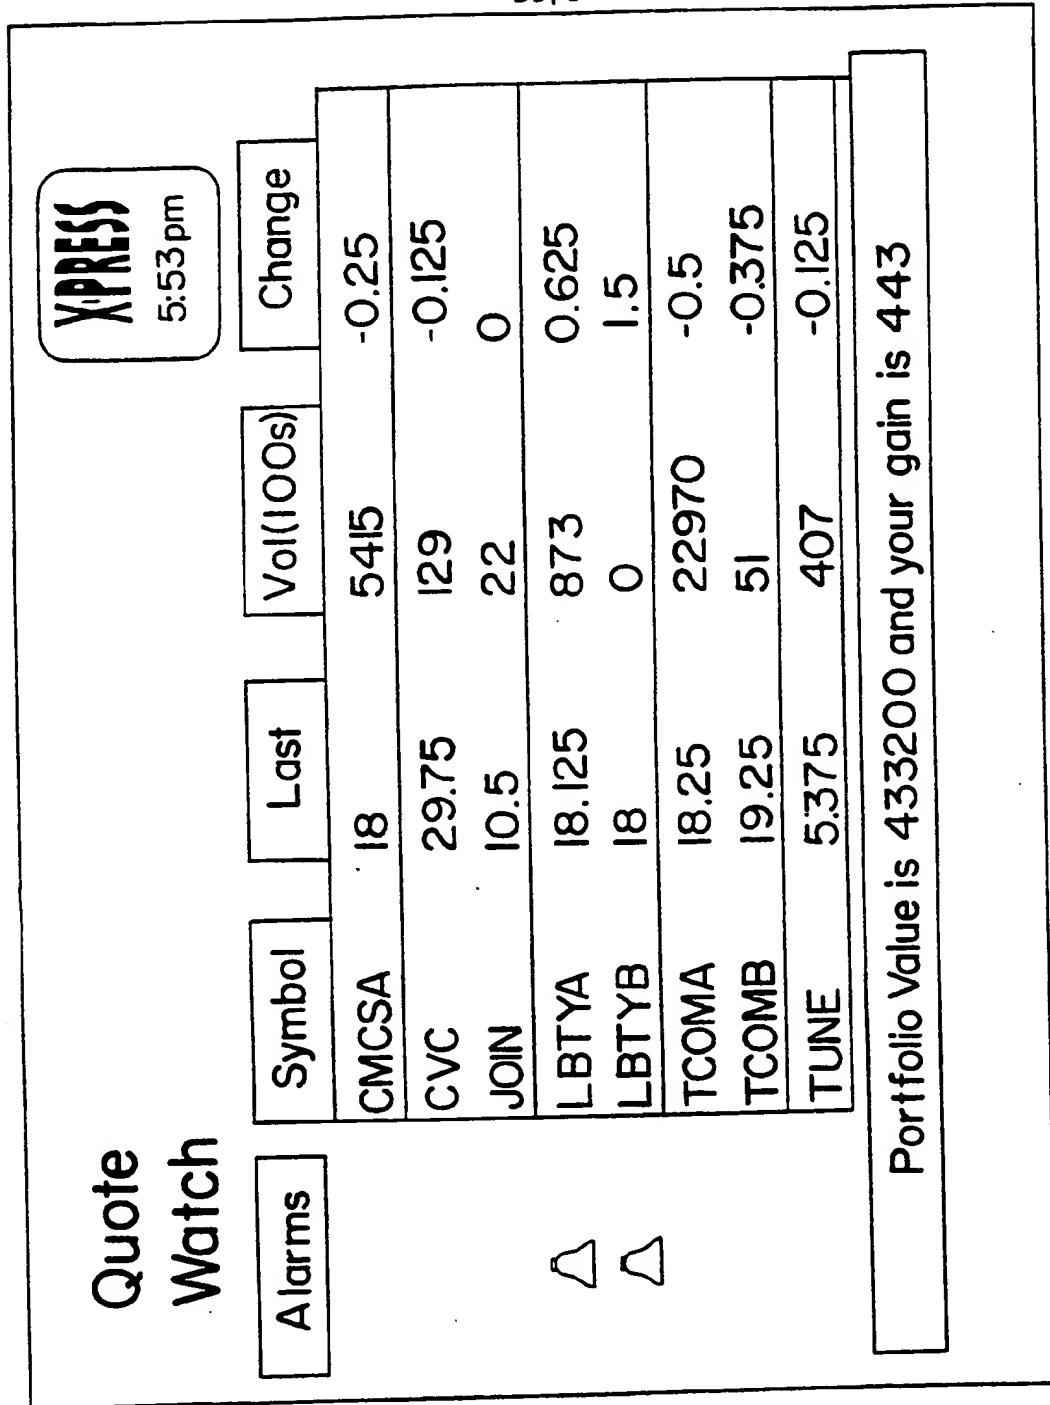 Quote
Watch
X·PRESS
5:53pm
Alarms Symbol Last Vol(100s) Change
CMCSA 18 5415 -0.25
CVC 29.75 129 -0.125
JOIN 10.5 22 0
LBTYA 18.125 873 0.625
LBTYB 18 0 1.5
TCOMA 18.25 22970 -0.5
TCOMB 19.25 51 -0.375
TUNE 5.375 407 -0.125
Portfolio Value is 433200 and your gain is 443